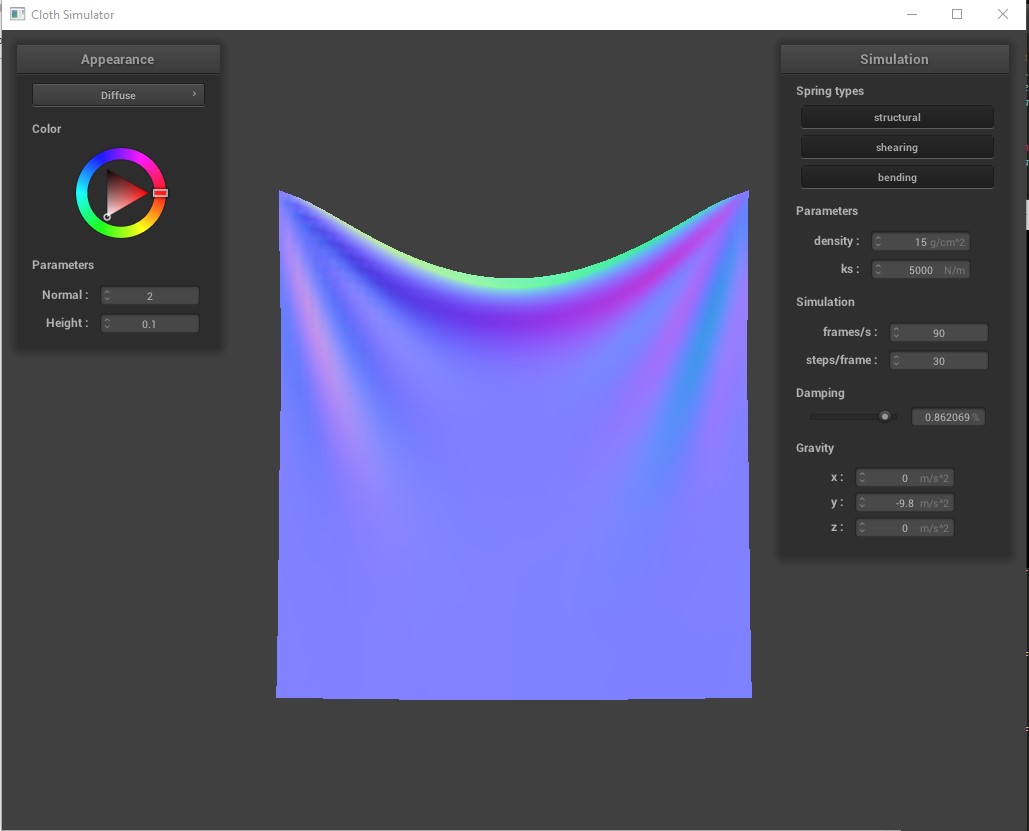 Cloth Simulator
Appearance
Diffuse
Color
Parameters
Normal : 2
Height : 0.1
Simulation
Spring types
structural
shearing
bending
Parameters
density : 15 g/cm^2
ks : 5000 N/m
Simulation
frames/s : 90
steps/frame : 30
Damping
0.862069 %
Gravity
x : 0 m/s^2
y : -9.8 m/s^2
z : 0 m/s^2